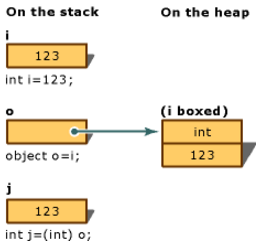 On the stack
On the heap
i
123
int i=123;
o
(i boxed)
int
object o=i;
123
j
123
int j=(int) o;